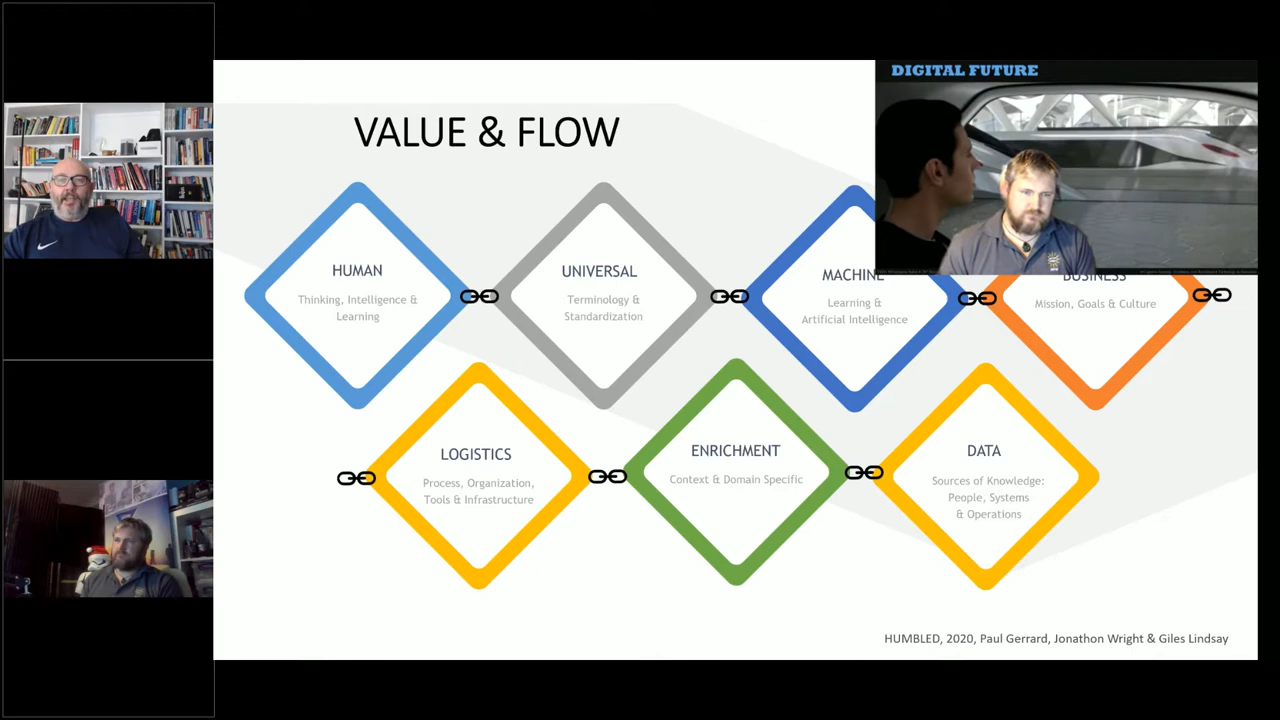 DIGITAL FUTURE
VALUE & FLOW
HUMAN
Thinking, Intelligence &
Learning
UNIVERSAL
Terminology &
Standardization
MACHINE
Learning &
Artificial Intelligence
BUSINESS
Mission, Goals & Culture
LOGISTICS
Process, Organization,
Tools & Infrastructure
ENRICHMENT
Context & Domain Specific
DATA
Sources of Knowledge:
People, Systems
& Operations
HUMBLED, 2020, Paul Gerrard, Jonathon Wright & Giles Lindsay